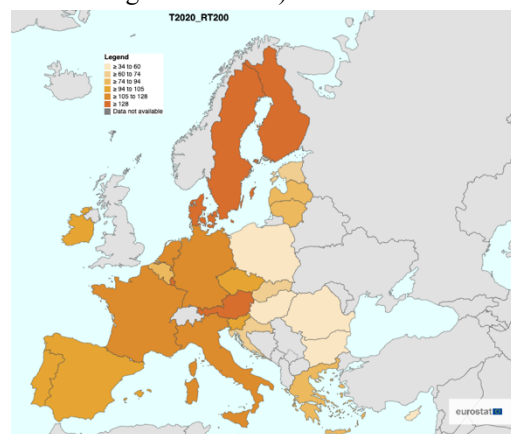 T2020_RT200
Legend
≥ 34 to 60
≥ 60 to 74
≥ 74 to 94
≥ 94 to 105
≥ 105 to 128
≥ 128
Data not available
eurostat